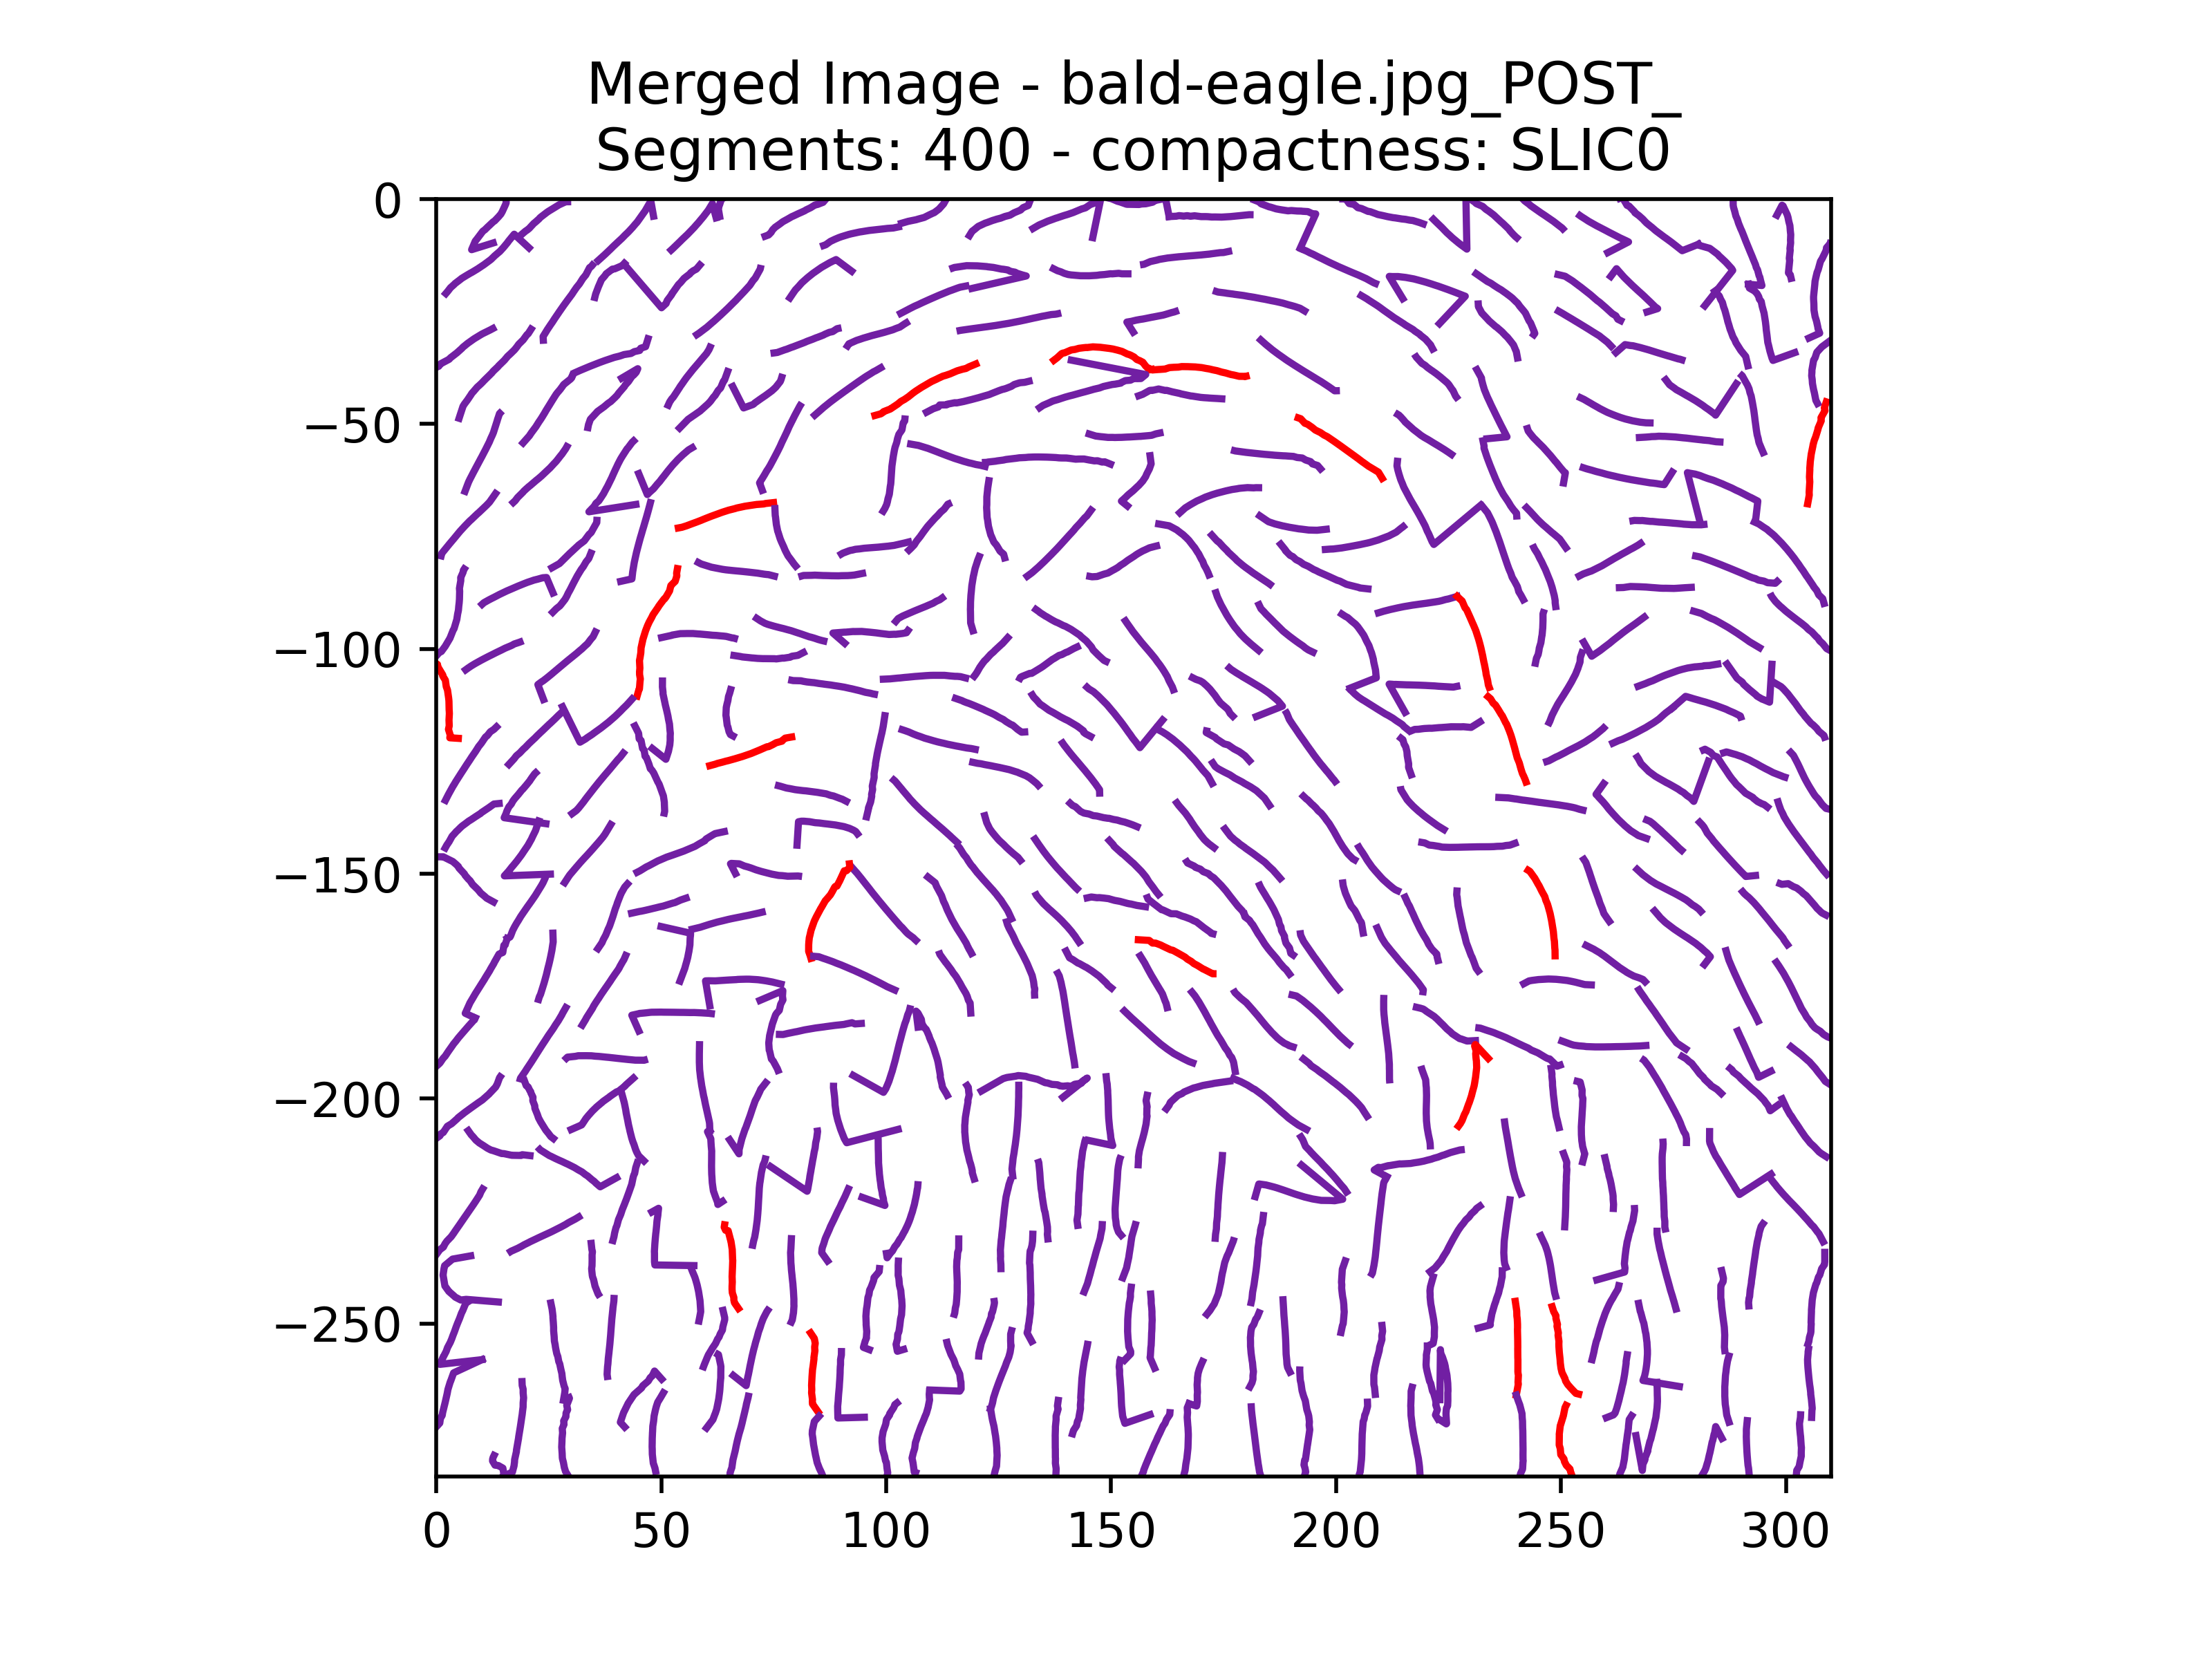 Merged Image - bald-eagle.jpg_POST_
Segments: 400 - compactness: SLIC0
0
−50
−100
−150
−200
−250
0 50 100 150 200 250 300